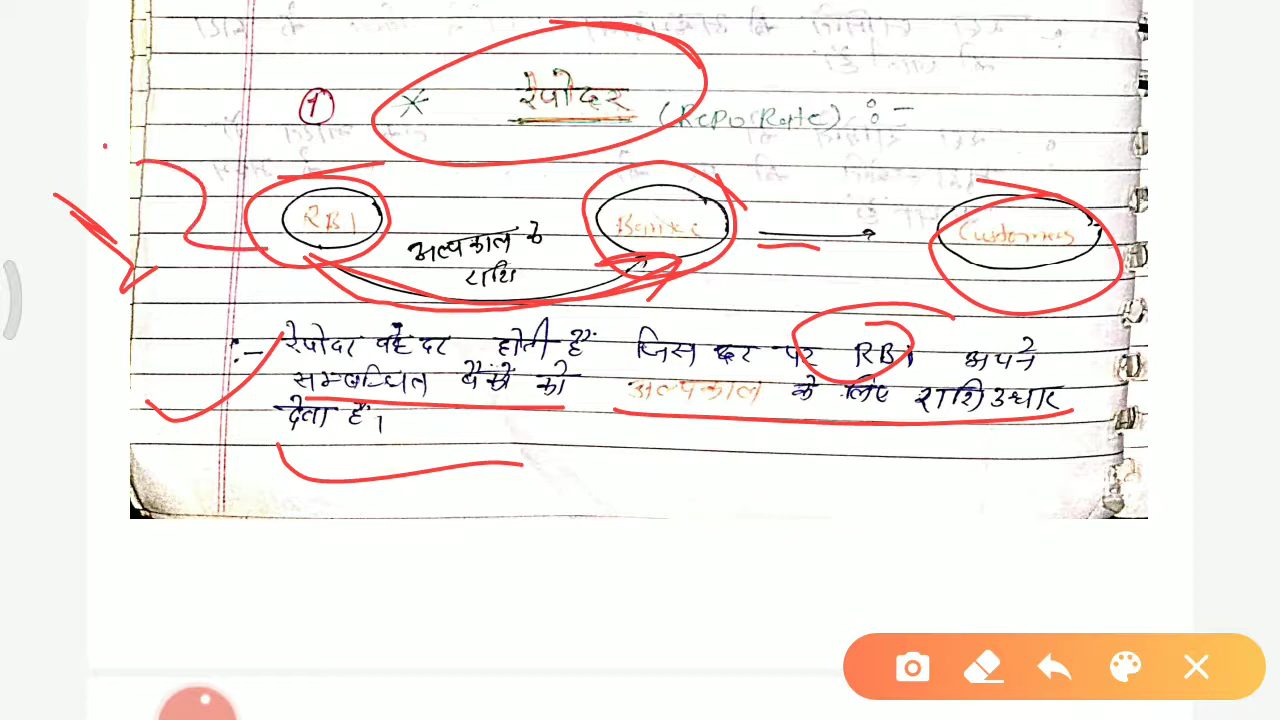 ① * रेपोदर (Repo Rate) :-
RBI Bankec Customers
अल्पकाल के
राशि
:- रेपोदर वह दर होती है जिस दर पर RBI अपने
सम्बन्धित बैंकों को अल्पकाल के लिए राशि उधार
देता है।